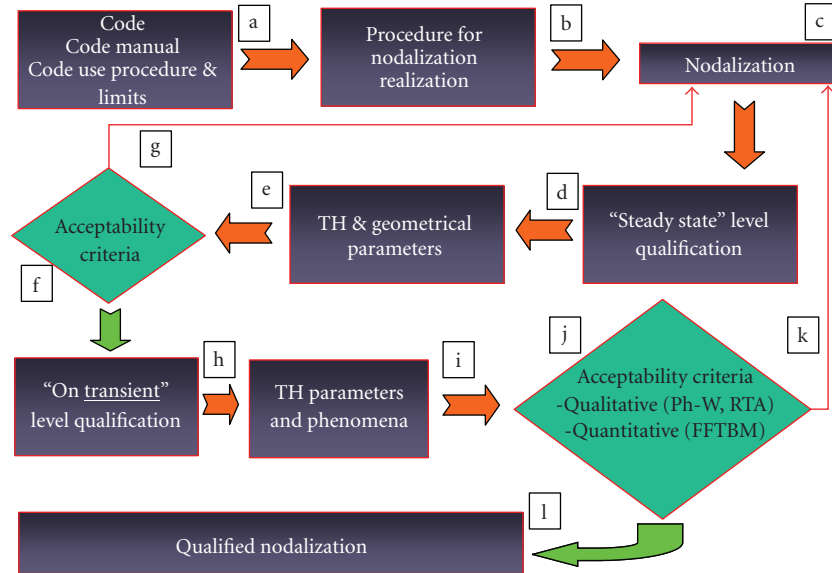 Code
Code manual
Code use procedure &
limits
a
Procedure for
nodalization
realization
b
c
Nodalization
g
Acceptability
criteria
f
e
TH & geometrical
parameters
d
“Steady state” level
qualification
“On transient”
level qualification
h
TH parameters
and phenomena
i
j
k
Acceptability criteria
-Qualitative (Ph-W, RTA)
-Quantitative (FFTBM)
l
Qualified nodalization